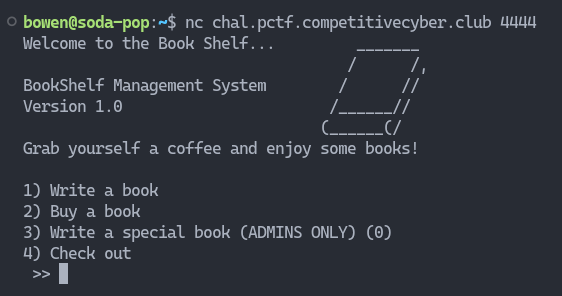 bowen@soda-pop:~$ nc chal.pctf.competitivecyber.club 4444
Welcome to the Book Shelf...         _______
                                    /      /,
BookShelf Management System        /      //
Version 1.0                       /______//
                                 (______(/
Grab yourself a coffee and enjoy some books!

1) Write a book
2) Buy a book
3) Write a special book (ADMINS ONLY) (0)
4) Check out
 >>